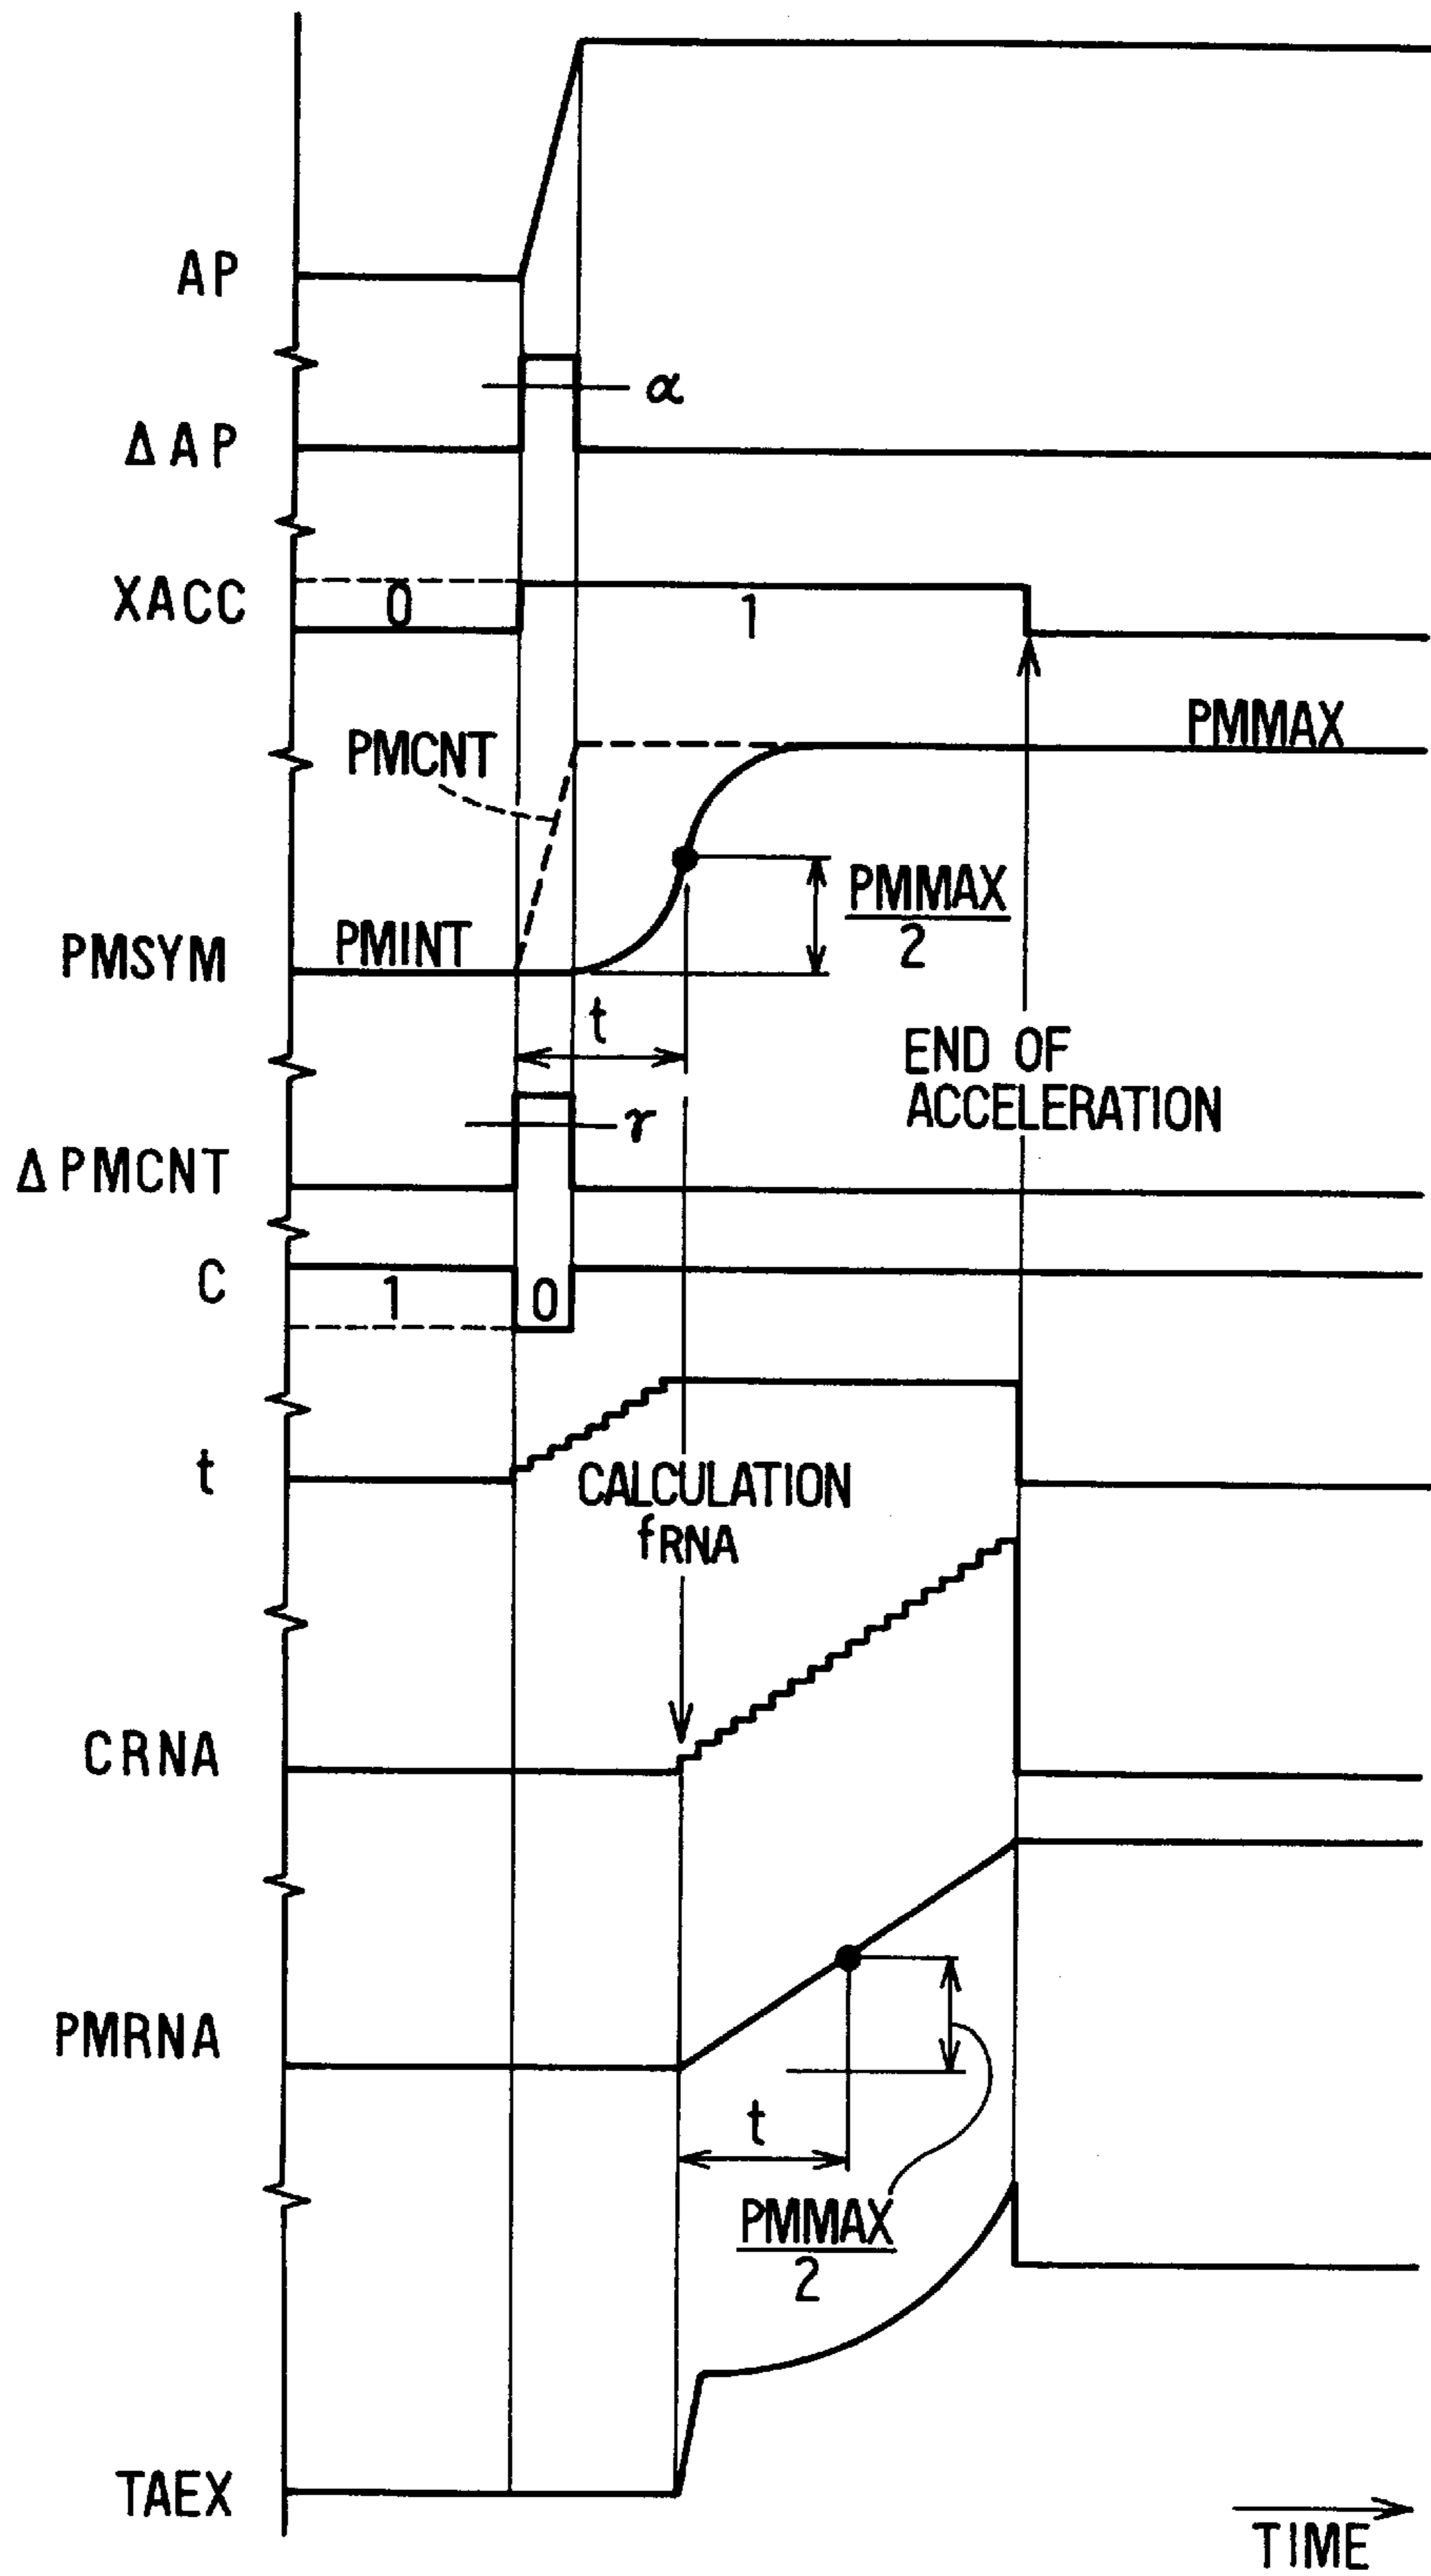 AP
α
ΔAP
XACC
0
1
PMCNT
PMMAX
PMMAX
2
PMINT
PMSYM
t
END OF
ACCELERATION
γ
ΔPMCNT
C
1
0
t
CALCULATION
fRNA
CRNA
PMRNA
t
PMMAX
2
TAEX
TIME